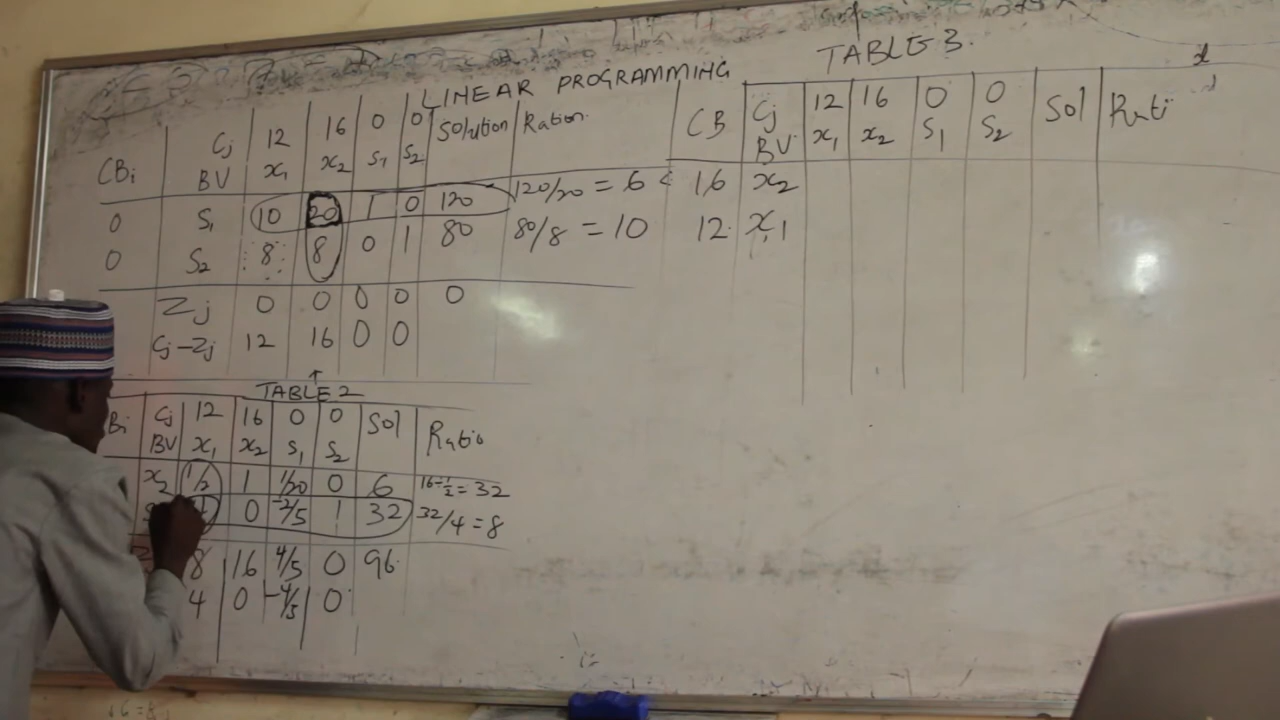 LINEAR PROGRAMMING
CBi Cj 12 16 0 0 Solution Ration
BV x1 x2 S1 S2
0 S1 10 20 1 0 120 120/20 = 6 <
0 S2 8 8 0 1 80 80/8 = 10
Zj 0 0 0 0 0
Cj-Zj 12 16 0 0
↑
TABLE 2
Bi Cj 12 16 0 0 Sol Ratio
BV x1 x2 S1 S2
x2 1/2 1 1/20 0 6 16÷1/2 = 32
0 -2/5 1 32 32/4 = 8
8 16 4/5 0 96
4 0 -4/5 0
TABLE 3.
CB Cj 12 16 0 0 Sol
BV x1 x2 S1 S2
16 x2
12 x1